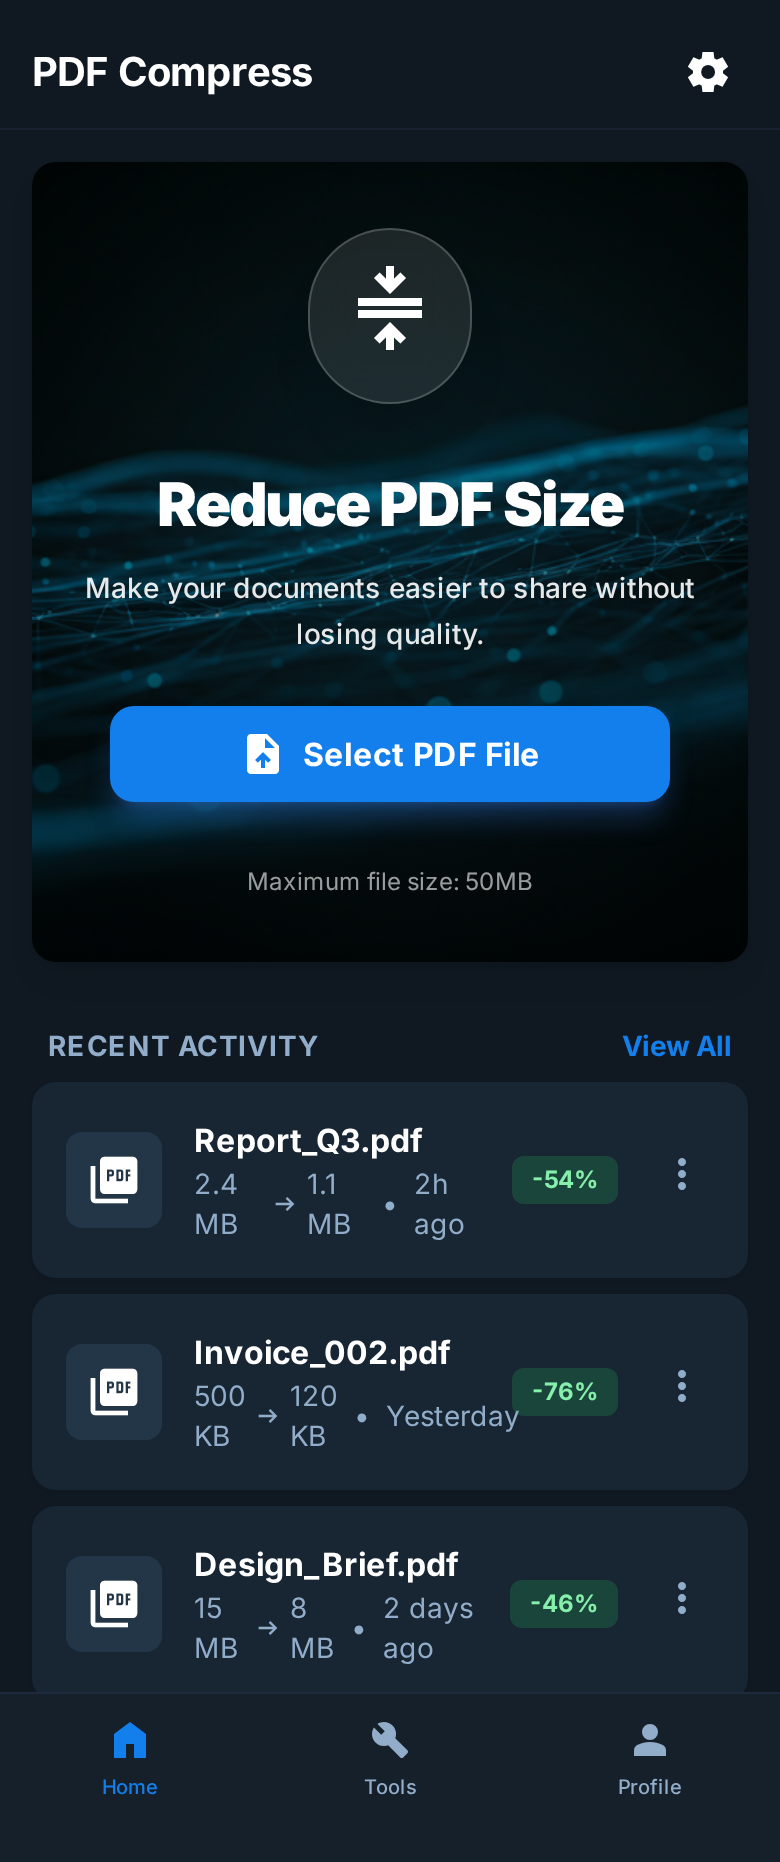 PDF Compress
Reduce PDF Size
Make your documents easier to share without
losing quality.
Select PDF File
Maximum file size: 50MB
RECENT ACTIVITY View All
PDF
Report_Q3.pdf
2.4 MB → 1.1 MB • 2h ago
-54%
PDF
Invoice_002.pdf
500 KB → 120 KB • Yesterday
-76%
PDF
Design_Brief.pdf
15 MB → 8 MB • 2 days ago
-46%
Home Tools Profile